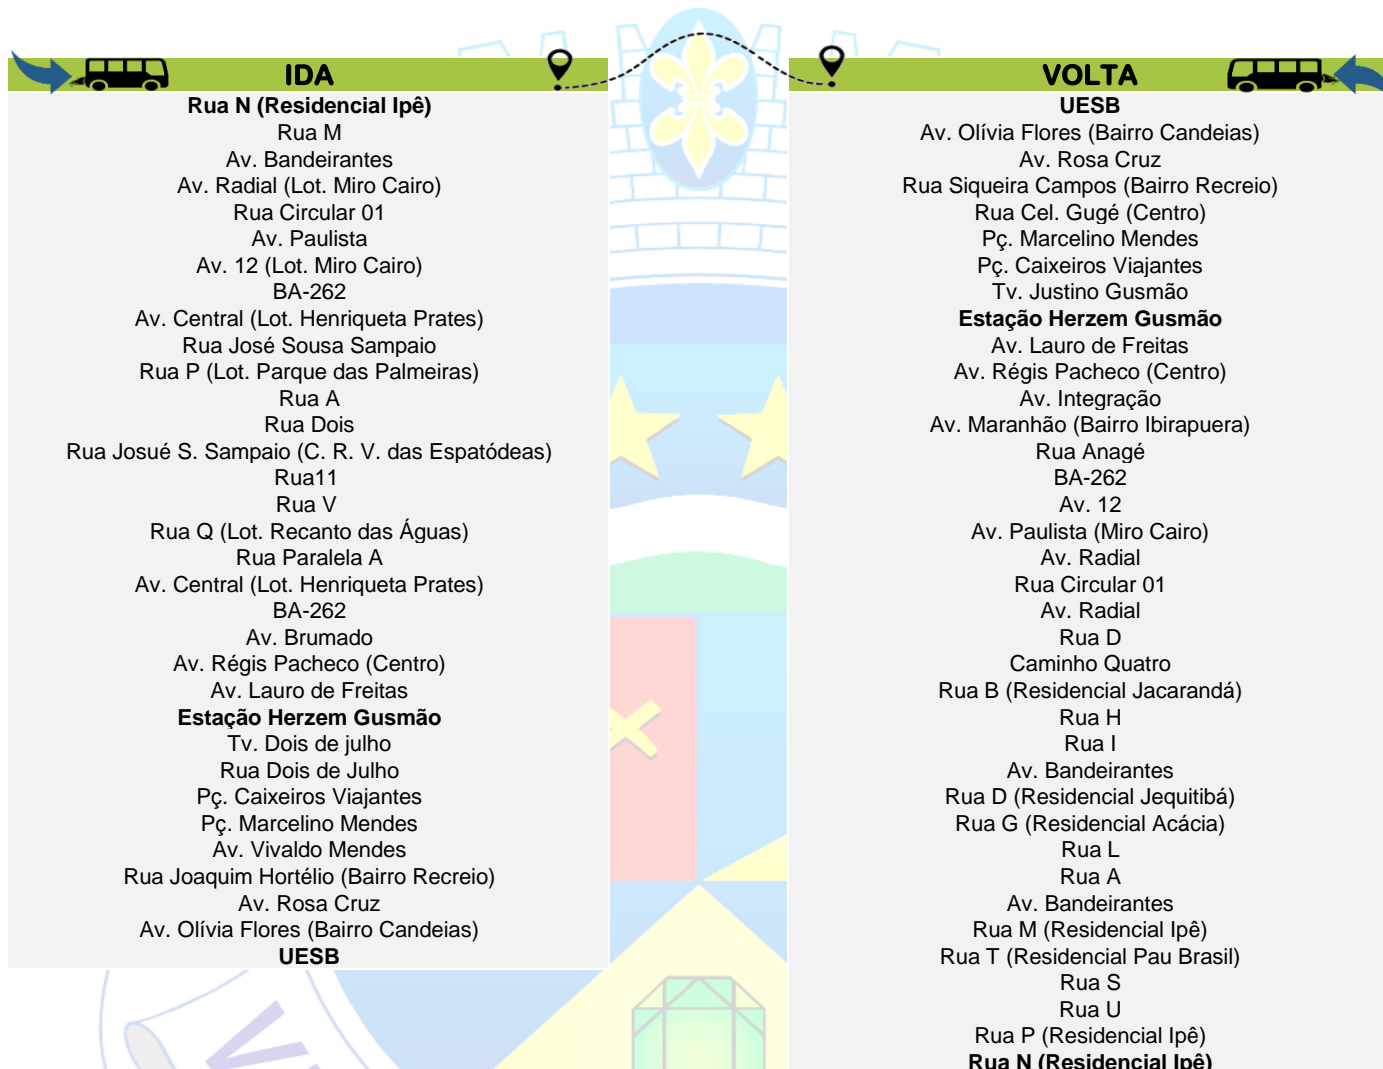 IDA
Rua N (Residencial Ipê)
Rua M
Av. Bandeirantes
Av. Radial (Lot. Miro Cairo)
Rua Circular 01
Av. Paulista
Av. 12 (Lot. Miro Cairo)
BA-262
Av. Central (Lot. Henriqueta Prates)
Rua José Sousa Sampaio
Rua P (Lot. Parque das Palmeiras)
Rua A
Rua Dois
Rua Josué S. Sampaio (C. R. V. das Espatódeas)
Rua11
Rua V
Rua Q (Lot. Recanto das Águas)
Rua Paralela A
Av. Central (Lot. Henriqueta Prates)
BA-262
Av. Brumado
Av. Régis Pacheco (Centro)
Av. Lauro de Freitas
Estação Herzem Gusmão
Tv. Dois de julho
Rua Dois de Julho
Pç. Caixeiros Viajantes
Pç. Marcelino Mendes
Av. Vivaldo Mendes
Rua Joaquim Hortélio (Bairro Recreio)
Av. Rosa Cruz
Av. Olívia Flores (Bairro Candeias)
UESB
VOLTA
UESB
Av. Olívia Flores (Bairro Candeias)
Av. Rosa Cruz
Rua Siqueira Campos (Bairro Recreio)
Rua Cel. Gugé (Centro)
Pç. Marcelino Mendes
Pç. Caixeiros Viajantes
Tv. Justino Gusmão
Estação Herzem Gusmão
Av. Lauro de Freitas
Av. Régis Pacheco (Centro)
Av. Integração
Av. Maranhão (Bairro Ibirapuera)
Rua Anagé
BA-262
Av. 12
Av. Paulista (Miro Cairo)
Av. Radial
Rua Circular 01
Av. Radial
Rua D
Caminho Quatro
Rua B (Residencial Jacarandá)
Rua H
Rua I
Av. Bandeirantes
Rua D (Residencial Jequitibá)
Rua G (Residencial Acácia)
Rua L
Rua A
Av. Bandeirantes
Rua M (Residencial Ipê)
Rua T (Residencial Pau Brasil)
Rua S
Rua U
Rua P (Residencial Ipê)
Rua N (Residencial Ipê)